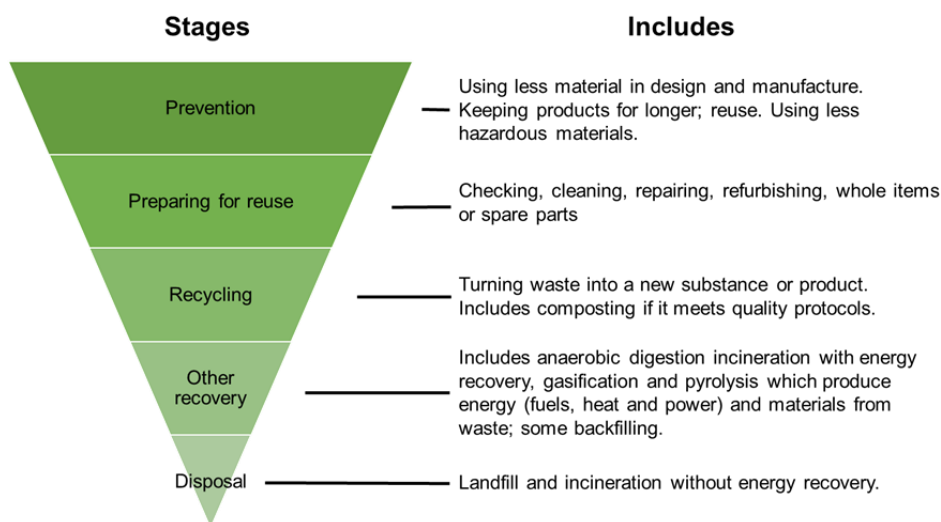 Stages
Includes
Prevention
Using less material in design and manufacture.
Keeping products for longer; reuse. Using less
hazardous materials.
Preparing for reuse
Checking, cleaning, repairing, refurbishing, whole items
or spare parts
Recycling
Turning waste into a new substance or product.
Includes composting if it meets quality protocols.
Other
recovery
Includes anaerobic digestion incineration with energy
recovery, gasification and pyrolysis which produce
energy (fuels, heat and power) and materials from
waste; some backfilling.
Disposal
Landfill and incineration without energy recovery.